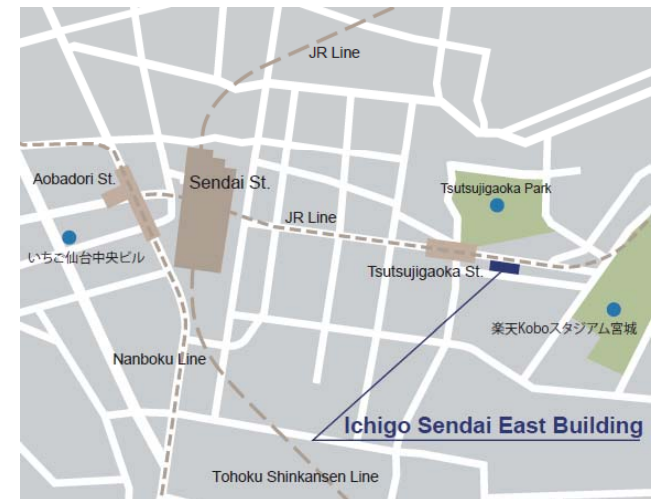 JR Line
Aobadori St.
Sendai St.
Tsutsujigaoka Park
JR Line
いちご仙台中央ビル
Tsutsujigaoka St.
楽天Koboスタジアム宮城
Nanboku Line
Ichigo Sendai East Building
Tohoku Shinkansen Line